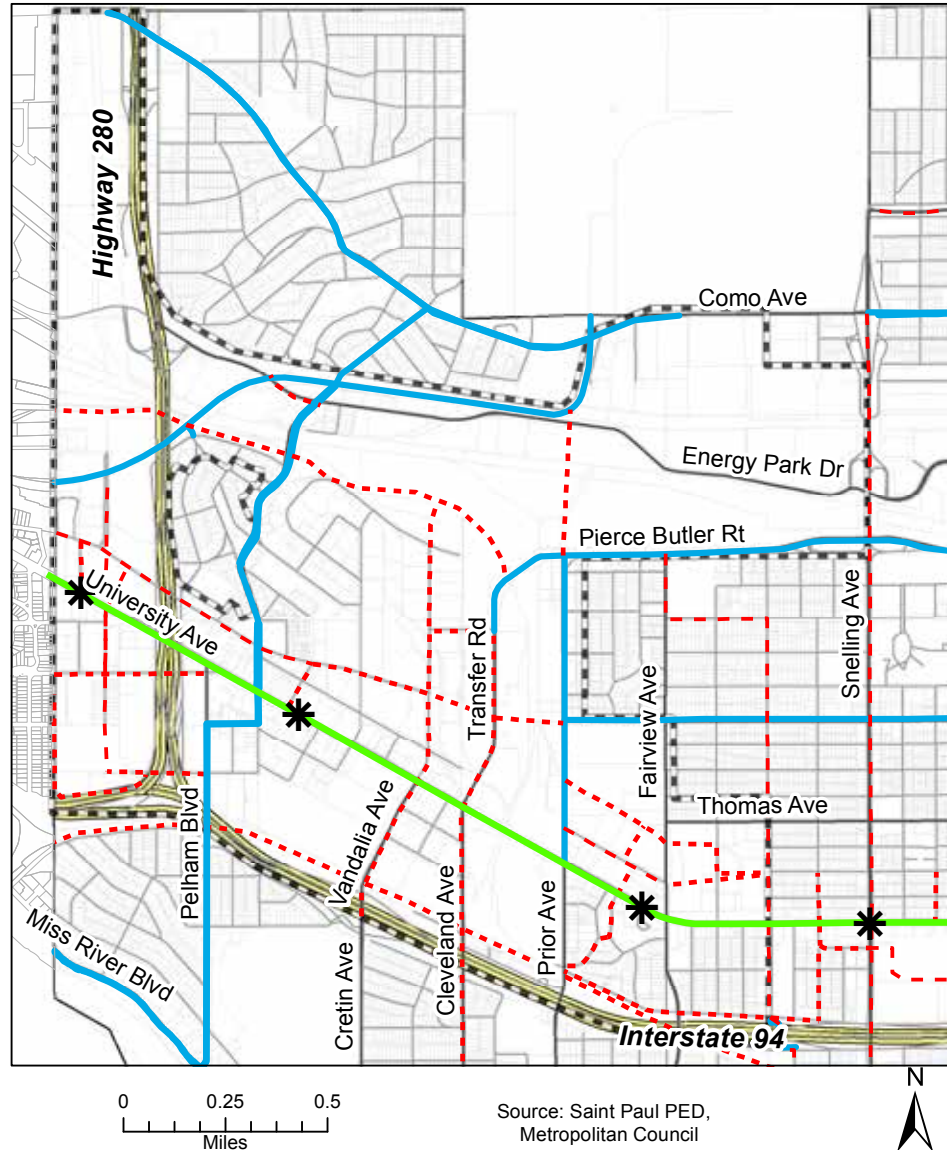 Highway 280
Como Ave
Energy Park Dr
Pierce Butler Rt
University Ave
Transfer Rd
Snelling Ave
Fairview Ave
Thomas Ave
Pelham Blvd
Vandalia Ave
Miss River Blvd
Cretin Ave
Cleveland Ave
Prior Ave
Interstate 94
0 0.25 0.5
Miles
Source: Saint Paul PED,
Metropolitan Council
N